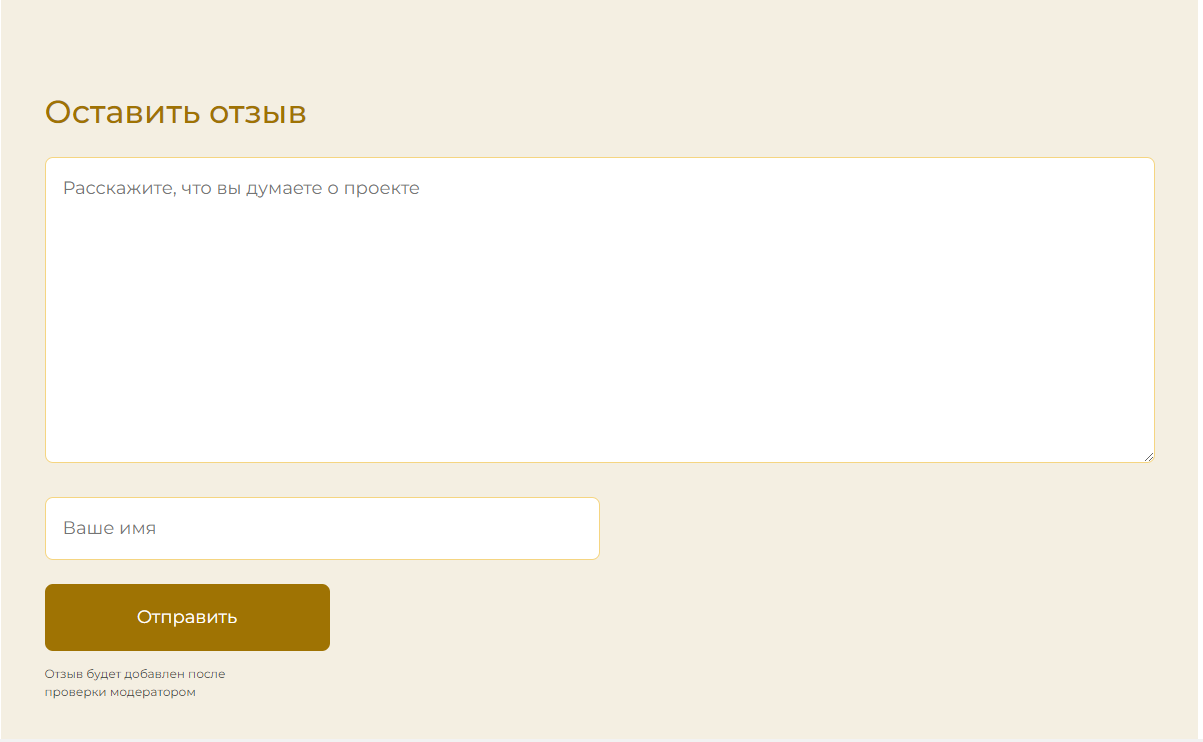 Оставить отзыв
Расскажите, что вы думаете о проекте
Ваше имя
Отправить
Отзыв будет добавлен после
проверки модератором